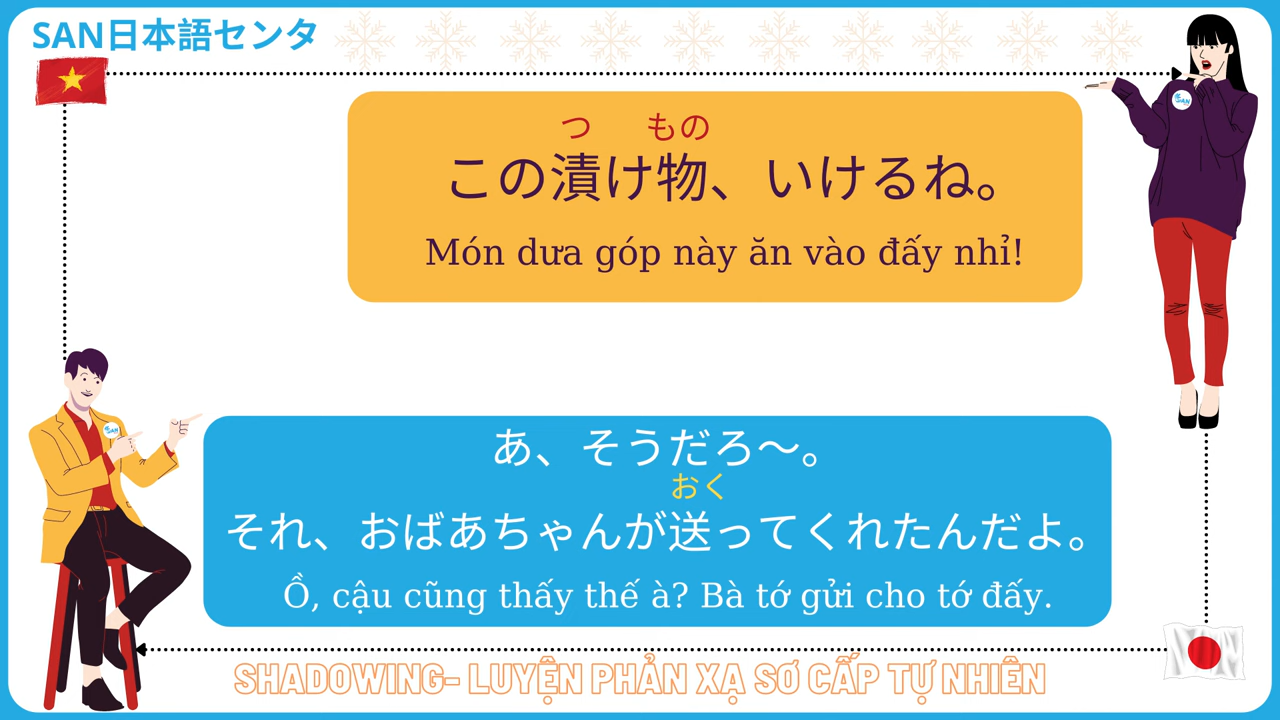 SAN日本語センタ
つ もの
この漬け物、いけるね。
Món dưa góp này ăn vào đấy nhỉ!
あ、そうだろ〜。
おく
それ、おばあちゃんが送ってくれたんだよ。
Ồ, cậu cũng thấy thế à? Bà tớ gửi cho tớ đấy.
SHADOWING- LUYỆN PHẢN XẠ SƠ CẤP TỰ NHIÊN
SAN
SAN